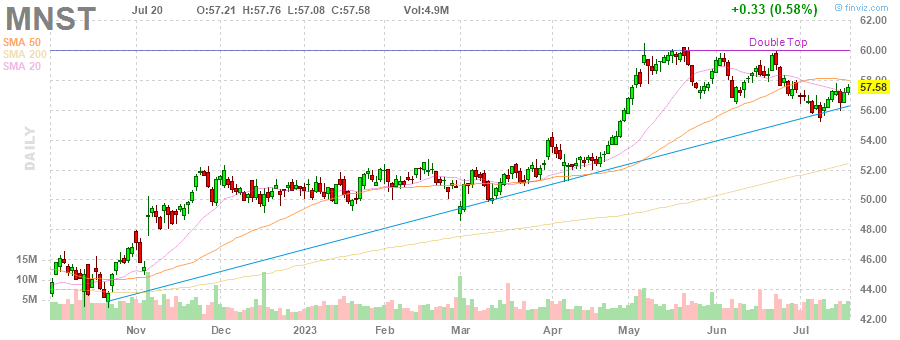 MNST
Jul 20 O:57.21 H:57.76 L:57.08 C:57.58 Vol:4.9M
+0.33 (0.58%)
© finviz.com
SMA 50
SMA 200
SMA 20
Double Top
DAILY
62.00
60.00
58.00
57.58
56.00
54.00
52.00
50.00
48.00
46.00
44.00
42.00
15M
10M
5M
Nov Dec 2023 Feb Mar Apr May Jun Jul